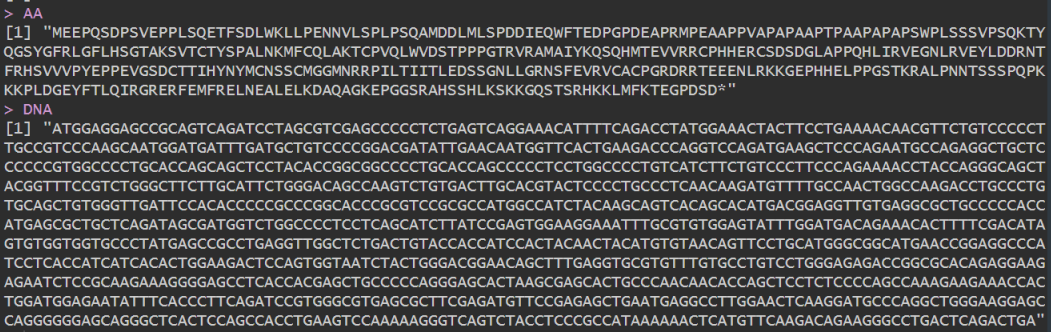 > AA
[1] "MEEPQSDPSVEPPLSQETFSDLWKLLPENNVLSPLPSQAMDDLMLSPDDIEQWFTEDPGPDEAPRMPEAAPPVAPAPAAPTPAAPAPAPSWPLSSSVPSQKTY
QGSYGFRLGFLHSGTAKSVTCTYSPALNKMFCQLAKTCPVQLWVDSTPPPGTRVRAMAIYKQSQHMTEVVRRCPHHERCSDSDGLAPPQHLIRVEGNLRVEYLDDRNT
FRHSVVVPYEPPEVGSDCTTIHYNYMCNSSCMGGMNRRPILTIITLEDSSGNLLGRNSFEVRVCACPGRDRRTEEENLRKKGEPHHELPPGSTKRALPNNTSSSPQPK
KKPLDGEYFTLQIRGRERFEMFRELNEALELKDAQAGKEPGGSRAHSSHLKSKKGQSTSRHKKLMFKTEGPDSD*"
> DNA
[1] "ATGGAGGAGCCGCAGTCAGATCCTAGCGTCGAGCCCCCTCTGAGTCAGGAAACATTTTCAGACCTATGGAAACTACTTCCTGAAAACAACGTTCTGTCCCCCT
TGCCGTCCCAAGCAATGGATGATTTGATGCTGTCCCCGGACGATATTGAACAATGGTTCACTGAAGACCCAGGTCCAGATGAAGCTCCCAGAATGCCAGAGGCTGCTC
CCCCCGTGGCCCCTGCACCAGCAGCTCCTACACCGGCGGCCCCTGCACCAGCCCCCTCCTGGCCCCTGTCATCTTCTGTCCCTTCCCAGAAAACCTACCAGGGCAGCT
ACGGTTTCCGTCTGGGCTTCTTGCATTCTGGGACAGCCAAGTCTGTGACTTGCACGTACTCCCCTGCCCTCAACAAGATGTTTTGCCAACTGGCCAAGACCTGCCCTG
TGCAGCTGTGGGTTGATTCCACACCCCCGCCCGGCACCCGCGTCCGCGCCATGGCCATCTACAAGCAGTCACAGCACATGACGGAGGTTGTGAGGCGCTGCCCCCACC
ATGAGCGCTGCTCAGATAGCGATGGTCTGGCCCCTCCTCAGCATCTTATCCGAGTGGAAGGAAATTTGCGTGTGGAGTATTTGGATGACAGAAACACTTTTCGACATA
GTGTGGTGGTGCCCTATGAGCCGCCTGAGGTTGGCTCTGACTGTACCACCATCCACTACAACTACATGTGTAACAGTTCCTGCATGGGCGGCATGAACCGGAGGCCCA
TCCTCACCATCATCACACTGGAAGACTCCAGTGGTAATCTACTGGGACGGAACAGCTTTGAGGTGCGTGTTTGTGCCTGTCCTGGGAGAGACCGGCGCACAGAGGAAG
AGAATCTCCGCAAGAAAGGGGAGCCTCACCACGAGCTGCCCCCAGGGAGCACTAAGCGAGCACTGCCCAACAACACCAGCTCCTCTCCCCAGCCAAAGAAGAAACCAC
TGGATGGAGAATATTTCACCCTTCAGATCCGTGGGCGTGAGCGCTTCGAGATGTTCCGAGAGCTGAATGAGGCCTTGGAACTCAAGGATGCCCAGGCTGGGAAGGAGC
CAGGGGGGAGCAGGGCTCACTCCAGCCACCTGAAGTCCAAAAAGGGTCAGTCTACCTCCCGCCATAAAAAACTCATGTTCAAGACAGAAGGGCCTGACTCAGACTGA"